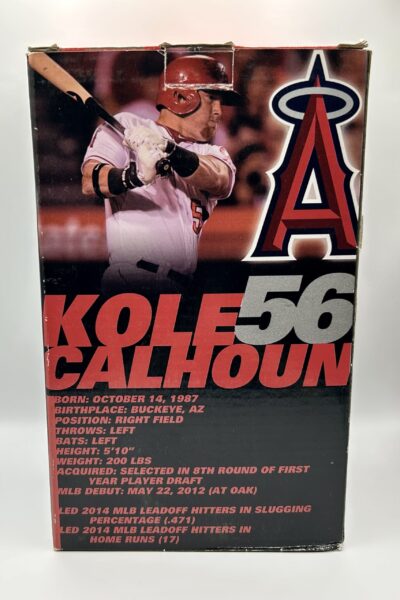 A
5
KOLE 56
CALHOUN
BORN: OCTOBER 14, 1987
BIRTHPLACE: BUCKEYE, AZ
POSITION: RIGHT FIELD
THROWS: LEFT
BATS: LEFT
HEIGHT: 5'10"
WEIGHT: 200 LBS
ACQUIRED: SELECTED IN 8TH ROUND OF FIRST
YEAR PLAYER DRAFT
MLB DEBUT: MAY 22, 2012 (AT OAK)
LED 2014 MLB LEADOFF HITTERS IN SLUGGING
PERCENTAGE (.471)
LED 2014 MLB LEADOFF HITTERS IN
HOME RUNS (17)